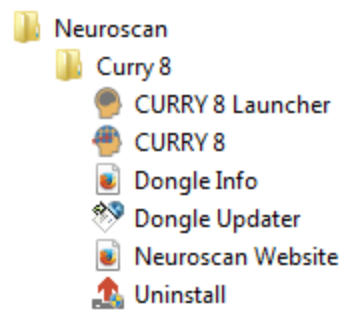 Neuroscan
Curry 8
CURRY 8 Launcher
CURRY 8
Dongle Info
Dongle Updater
Neuroscan Website
Uninstall